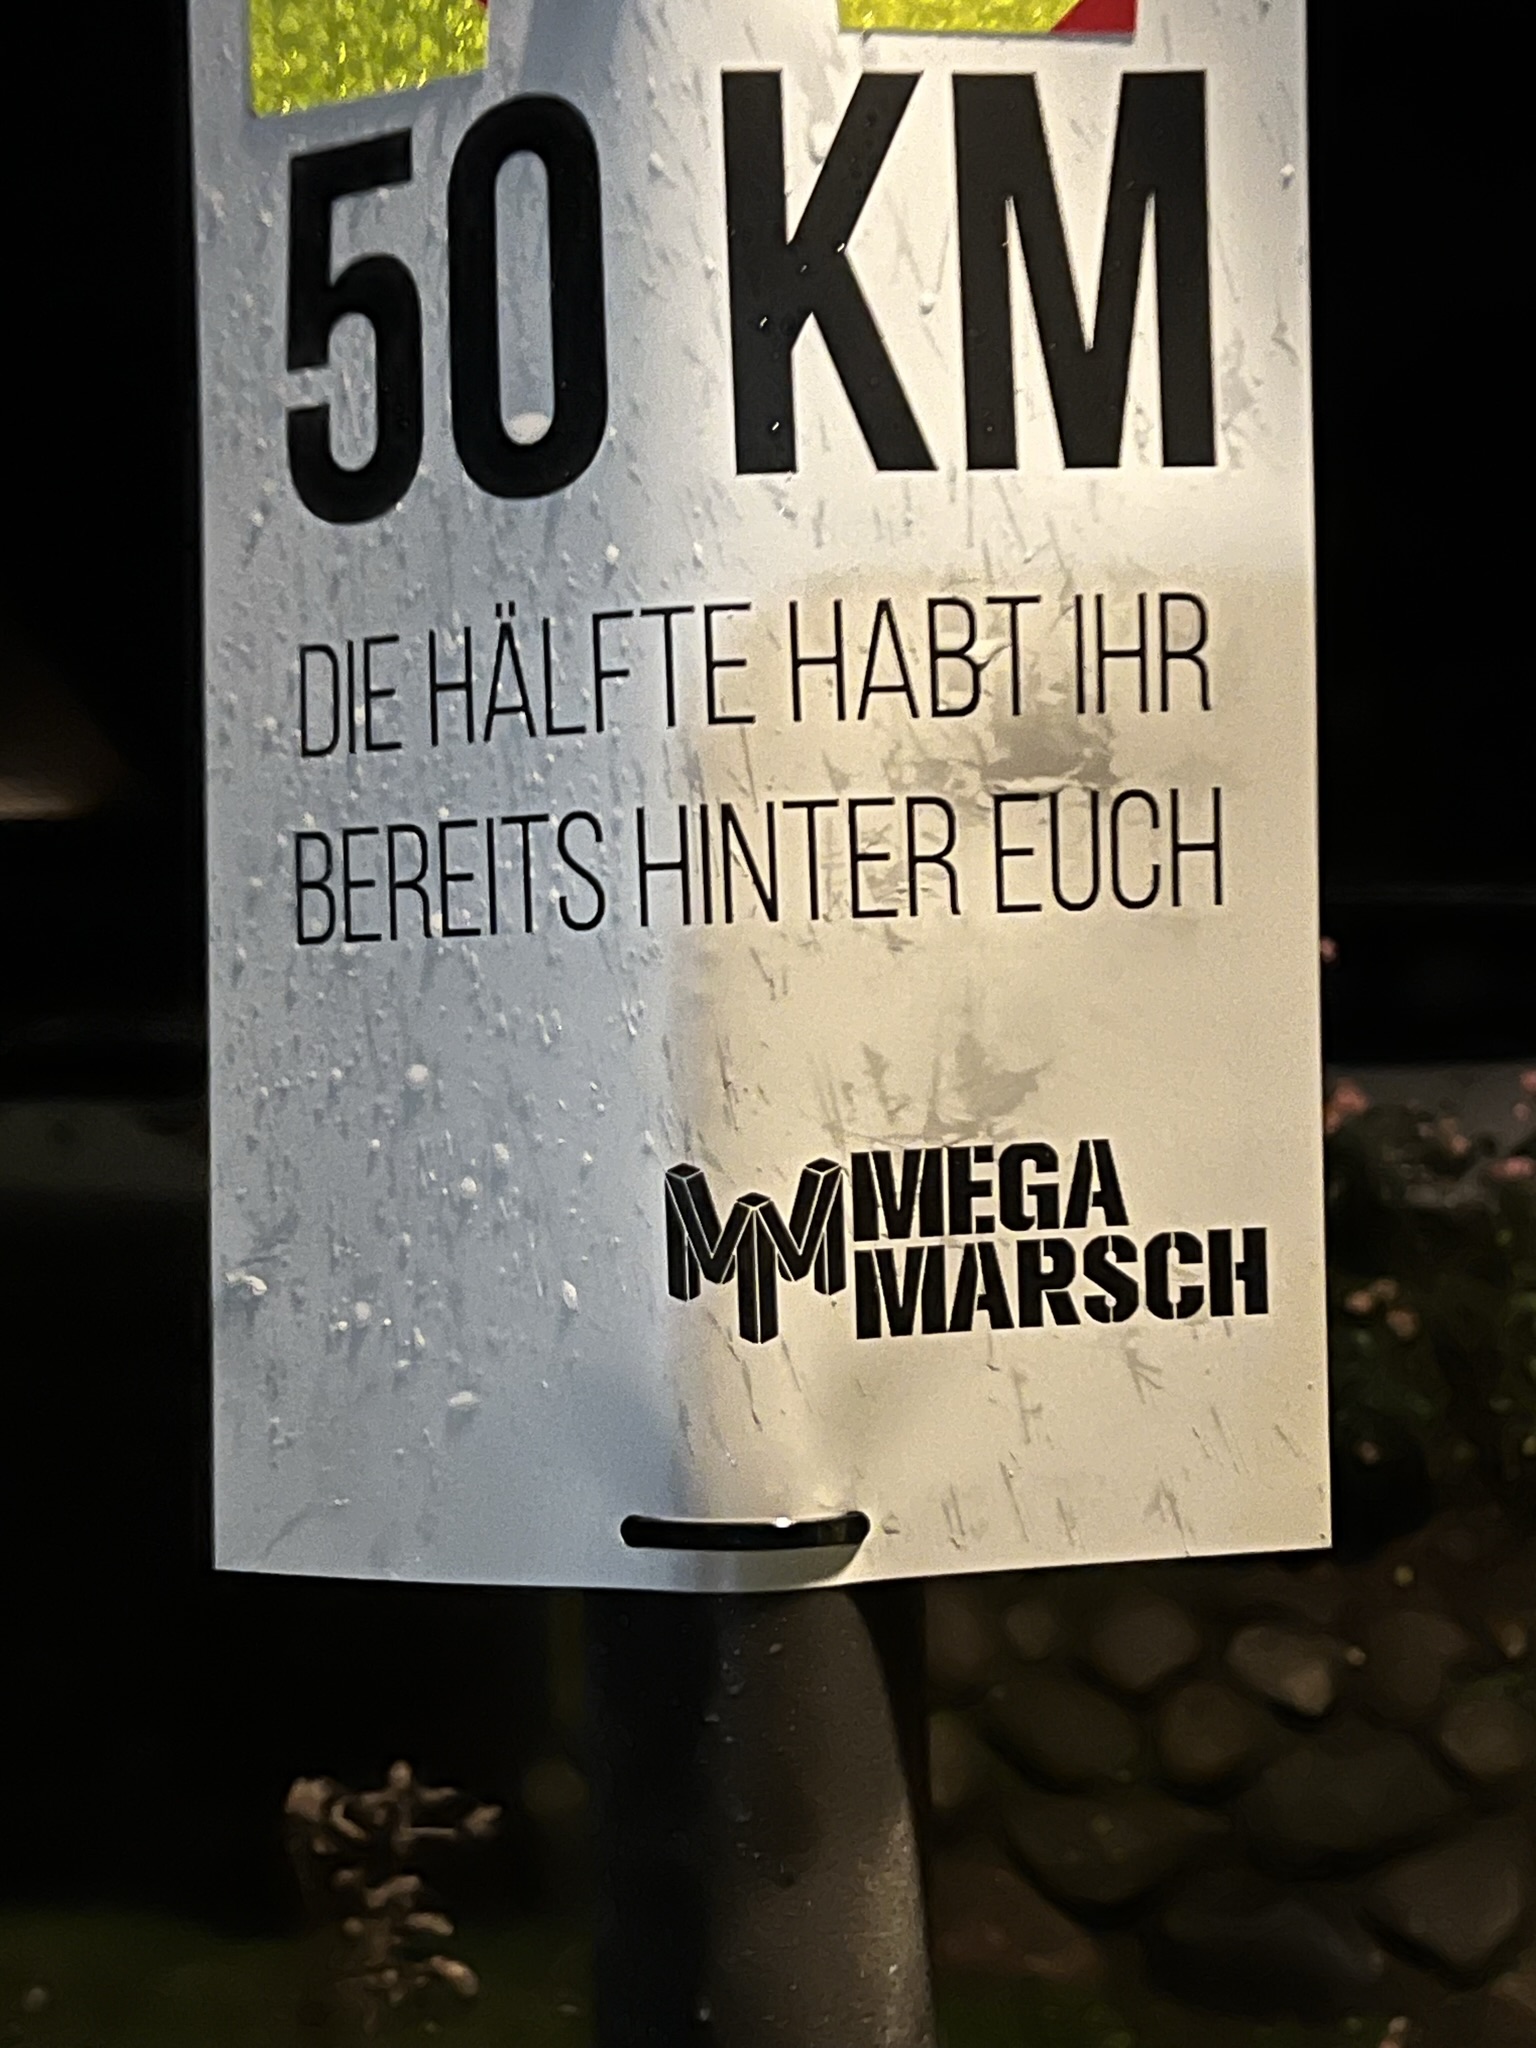 50 KM
DIE HÄLFTE HABT IHR
BEREITS HINTER EUCH
MEGA
MARSCH